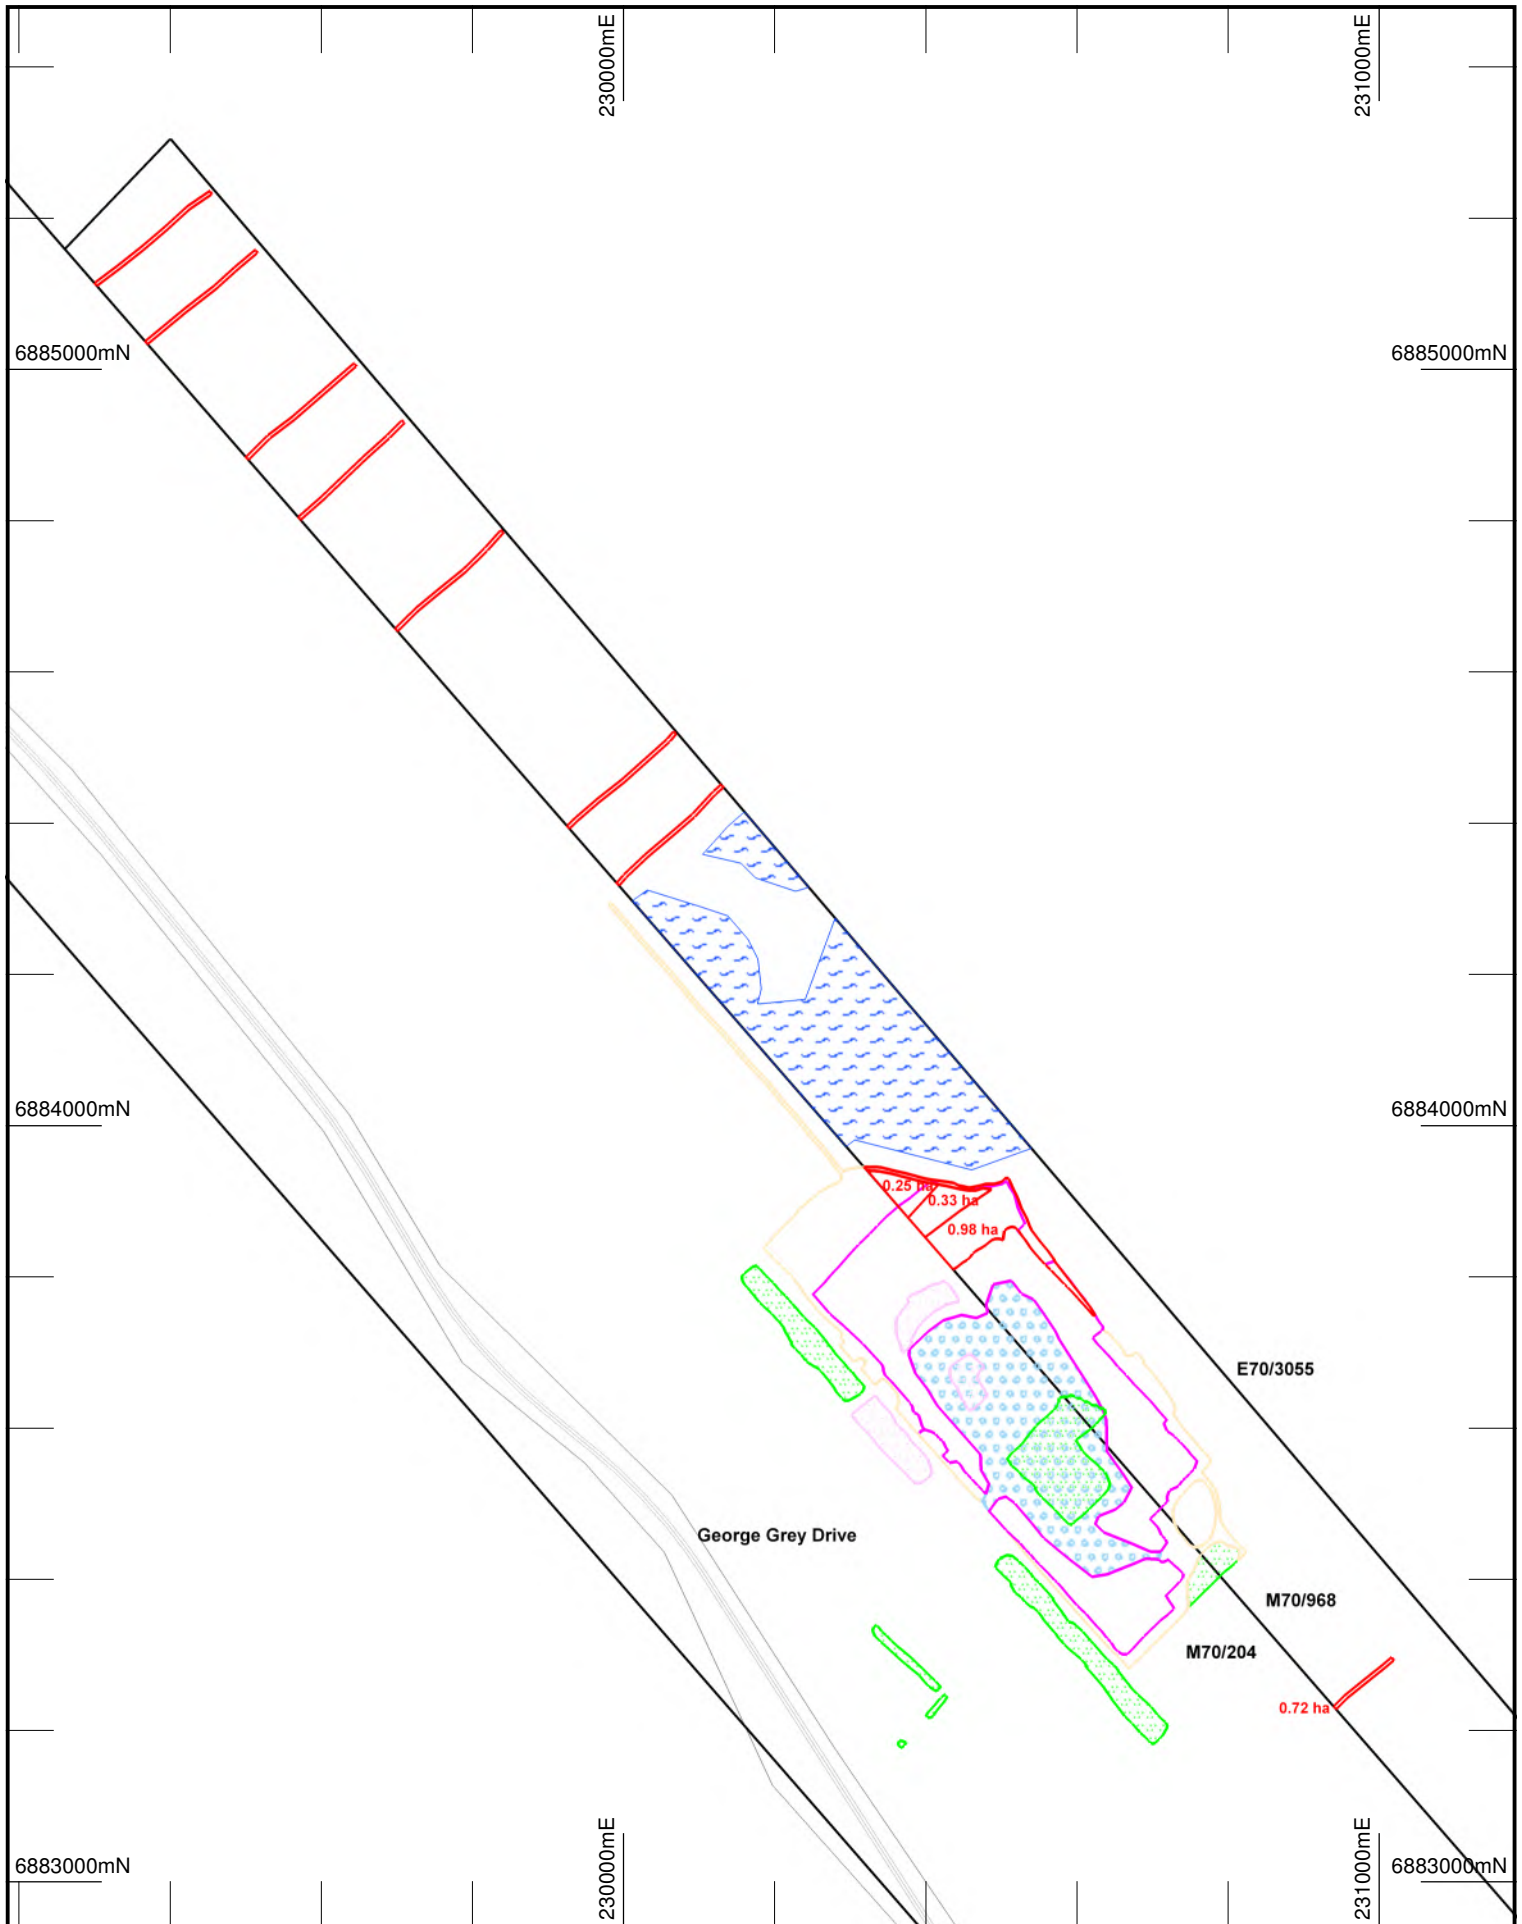 230000mE
231000mE
6885000mN
6885000mN
6884000mN
6884000mN
0.25 ha
0.33 ha
0.98 ha
E70/3055
George Grey Drive
M70/968
M70/204
0.72 ha
230000mE
231000mE
6883000mN
6883000mN